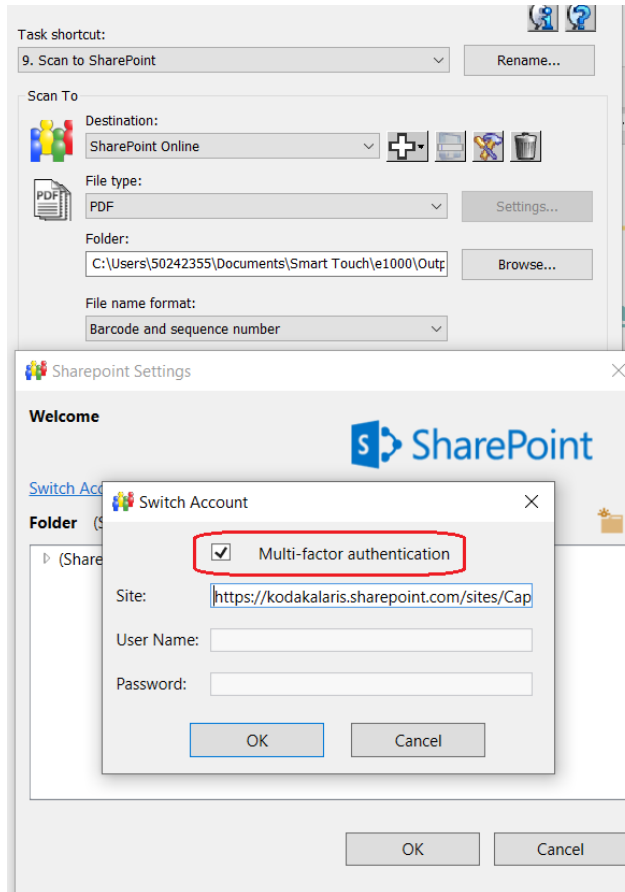 Task shortcut:
9. Scan to SharePoint
Rename...
Scan To
Destination:
SharePoint Online
File type:
PDF
PDF
Settings...
Folder:
C:\Users\50242355\Documents\Smart Touch\e1000\Outp
Browse...
File name format:
Barcode and sequence number
Sharepoint Settings
Welcome
S SharePoint
Switch Acc
Folder (S
(Share
Switch Account
Multi-factor authentication
Site:
https://kodakalaris.sharepoint.com/sites/Cap
User Name:
Password:
OK Cancel
OK Cancel